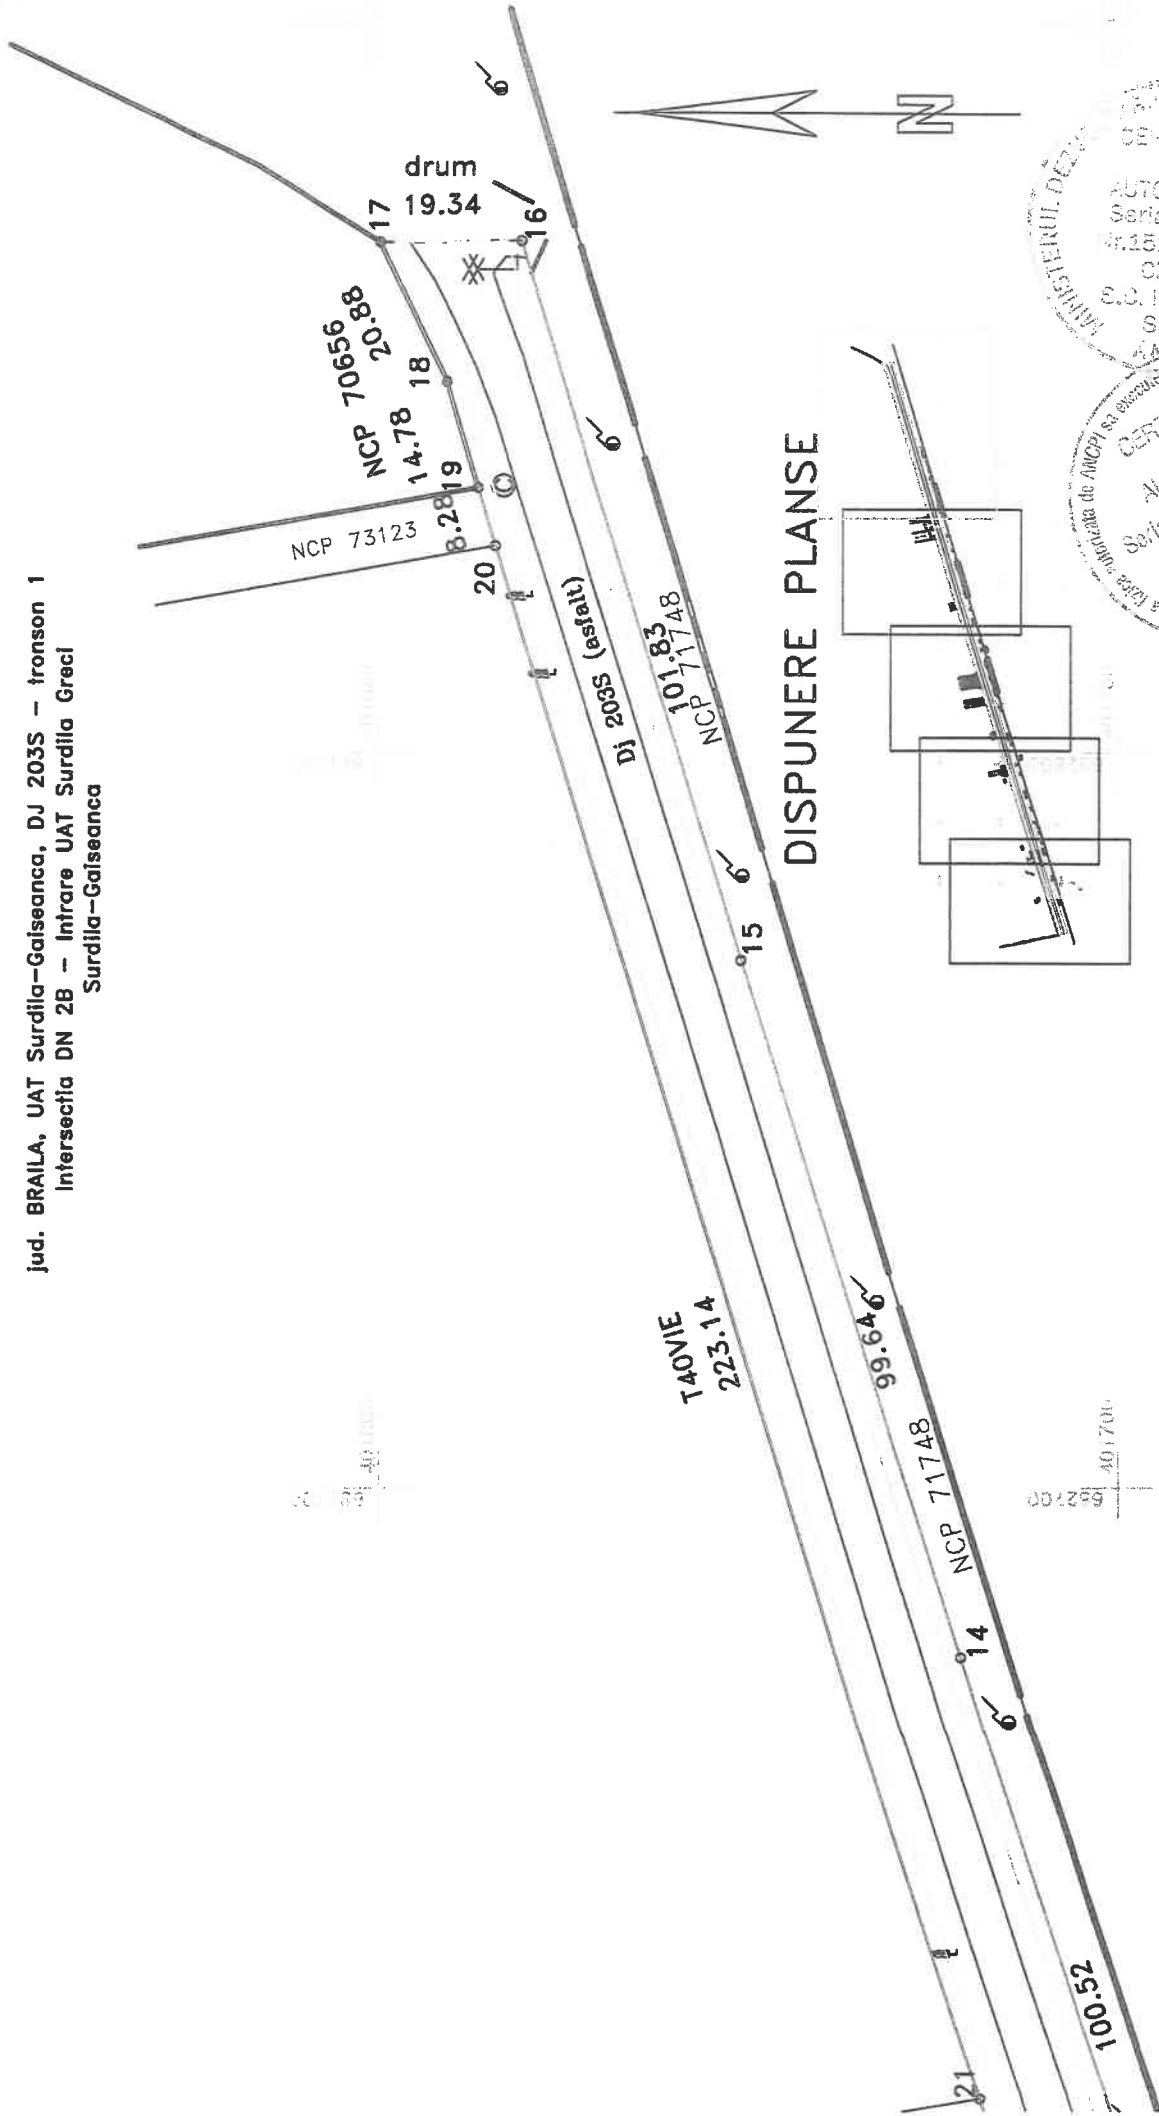 jud. BRAILA, UAT Surdila-Gaiseanca, DJ 203S - tronson 1
Intersectia DN 2B - Intrare UAT Surdila Greci
Surdila-Gaiseanca
drum
19.34
17
16
NCP 70656
20.88
18
14.78
19
8.28
NCP 73123
20
C
Dj 203S (asfalt)
101.83
NCP 71748
15
T40VIE
223.14
99.64
NCP 71748
14
21
100.52
N
DISPUNERE PLANSE
401700
652700
MINISTERUL